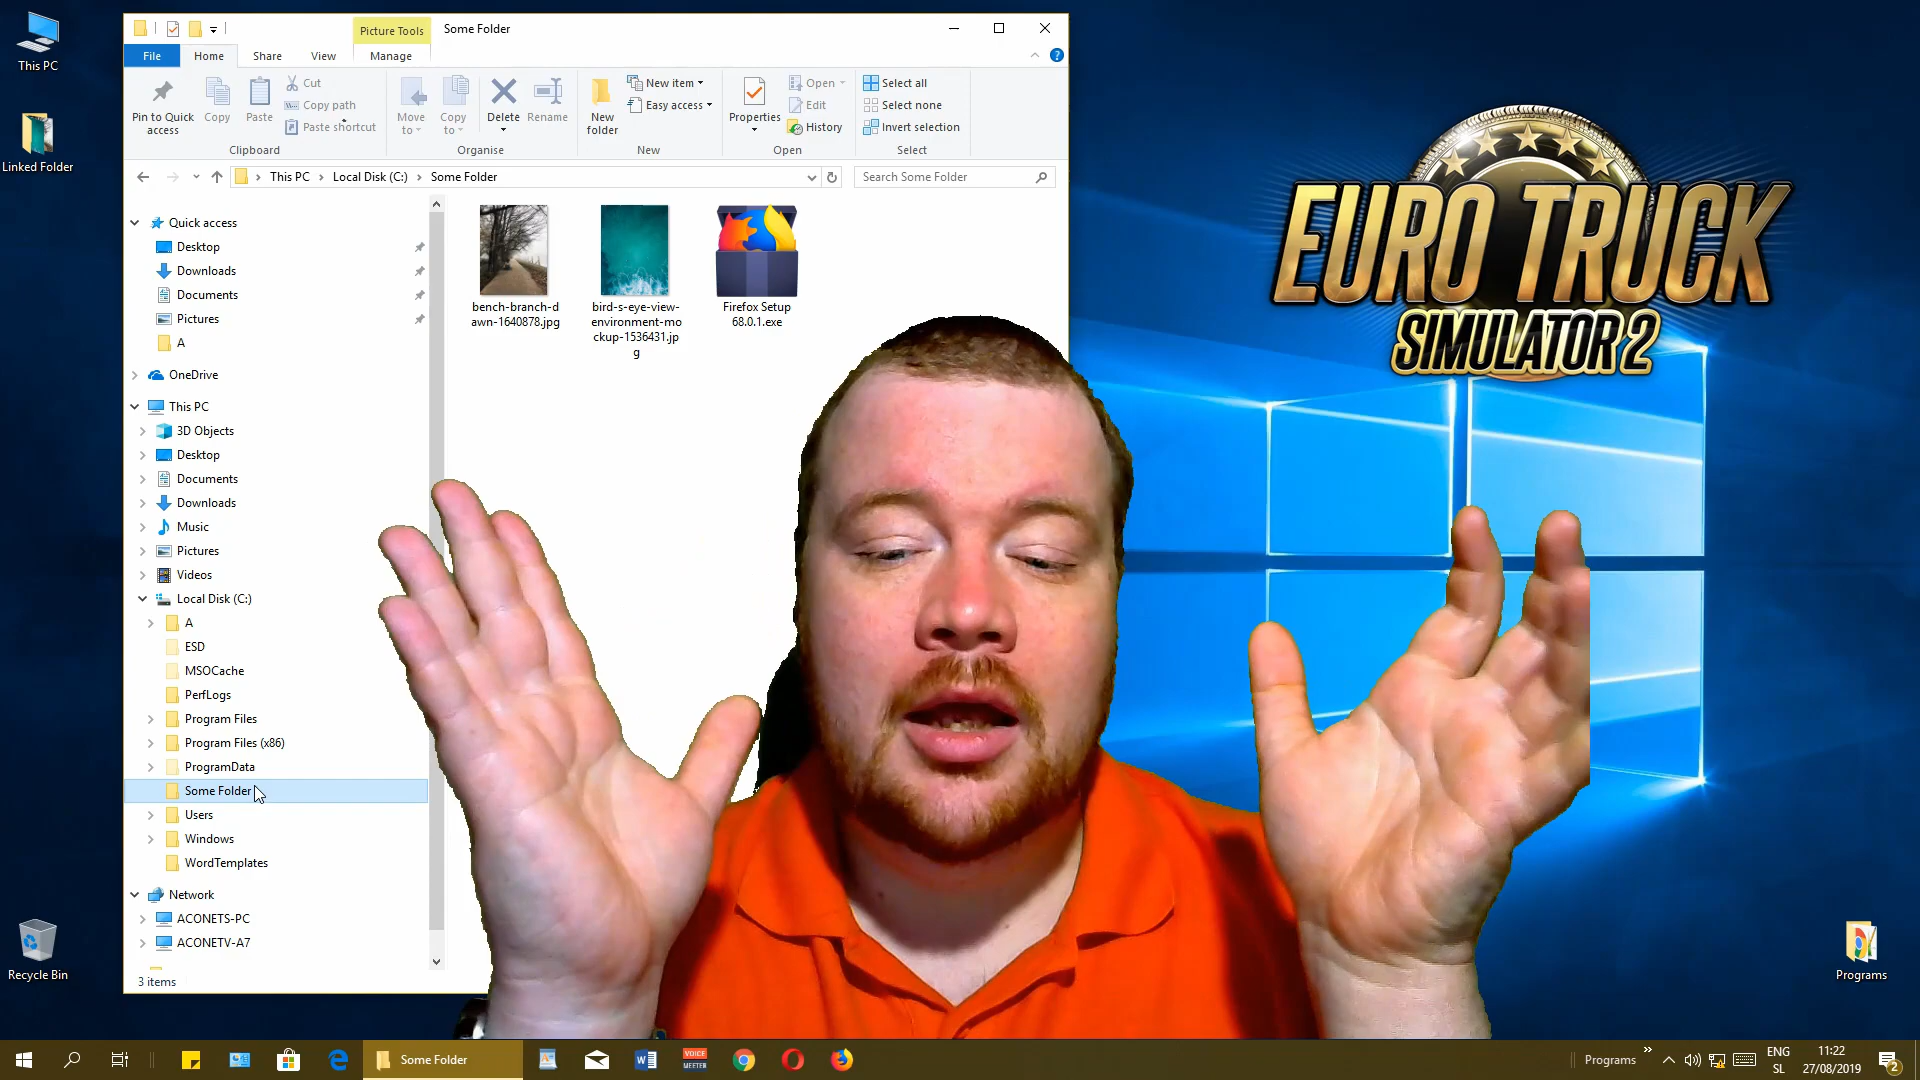 This PC
Linked Folder
Recycle Bin
Picture Tools
Some Folder
File
Home
Share
View
Manage
Pin to Quick
access
Copy
Paste
Cut
Copy path
Paste shortcut
Clipboard
Move
to
Copy
to
Delete
Rename
Organise
New
folder
New item
Easy access
New
Properties
Open
Edit
History
Open
Select all
Select none
Invert selection
Select
This PC
Local Disk (C:)
Some Folder
Search Some Folder
Quick access
Desktop
Downloads
Documents
Pictures
A
OneDrive
This PC
3D Objects
Desktop
Documents
Downloads
Music
Pictures
Videos
Local Disk (C:)
A
ESD
MSOCache
PerfLogs
Program Files
Program Files (x86)
ProgramData
Some Folder
Users
Windows
WordTemplates
Network
ACONETS-PC
ACONETV-A7
3 items
bench-branch-d
awn-1640878.jpg
bird-s-eye-view-
environment-mo
ckup-1536431.jp
g
Firefox Setup
68.0.1.exe
EURO TRUCK
SIMULATOR 2
Programs
Some Folder
VOICE
MEETER
Programs
ENG
SL
11:22
27/08/2019
2